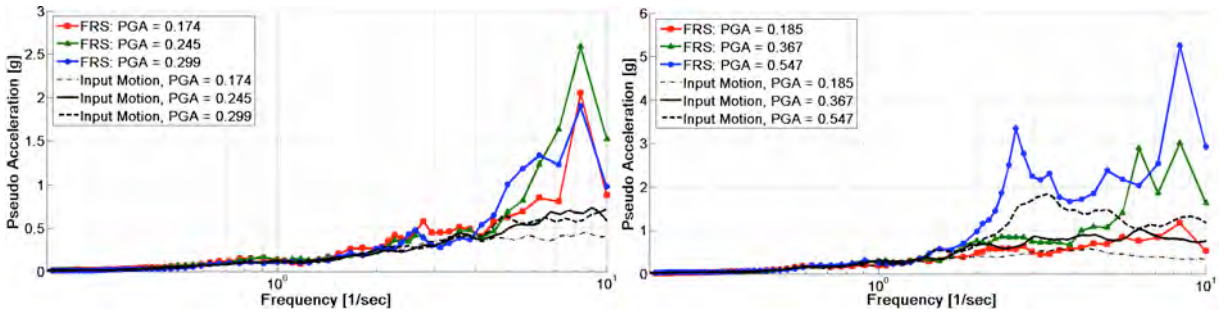 FRS: PGA = 0.174
FRS: PGA = 0.245
FRS: PGA = 0.299
Input Motion, PGA = 0.174
Input Motion, PGA = 0.245
Input Motion, PGA = 0.299
Pseudo Acceleration [g]
3
2.5
2
1.5
1
0.5
0
10⁰
10¹
Frequency [1/sec]
FRS: PGA = 0.185
FRS: PGA = 0.367
FRS: PGA = 0.547
Input Motion, PGA = 0.185
Input Motion, PGA = 0.367
Input Motion, PGA = 0.547
Pseudo Acceleration [g]
6
5
4
3
2
1
0
10⁰
10¹
Frequency [1/sec]